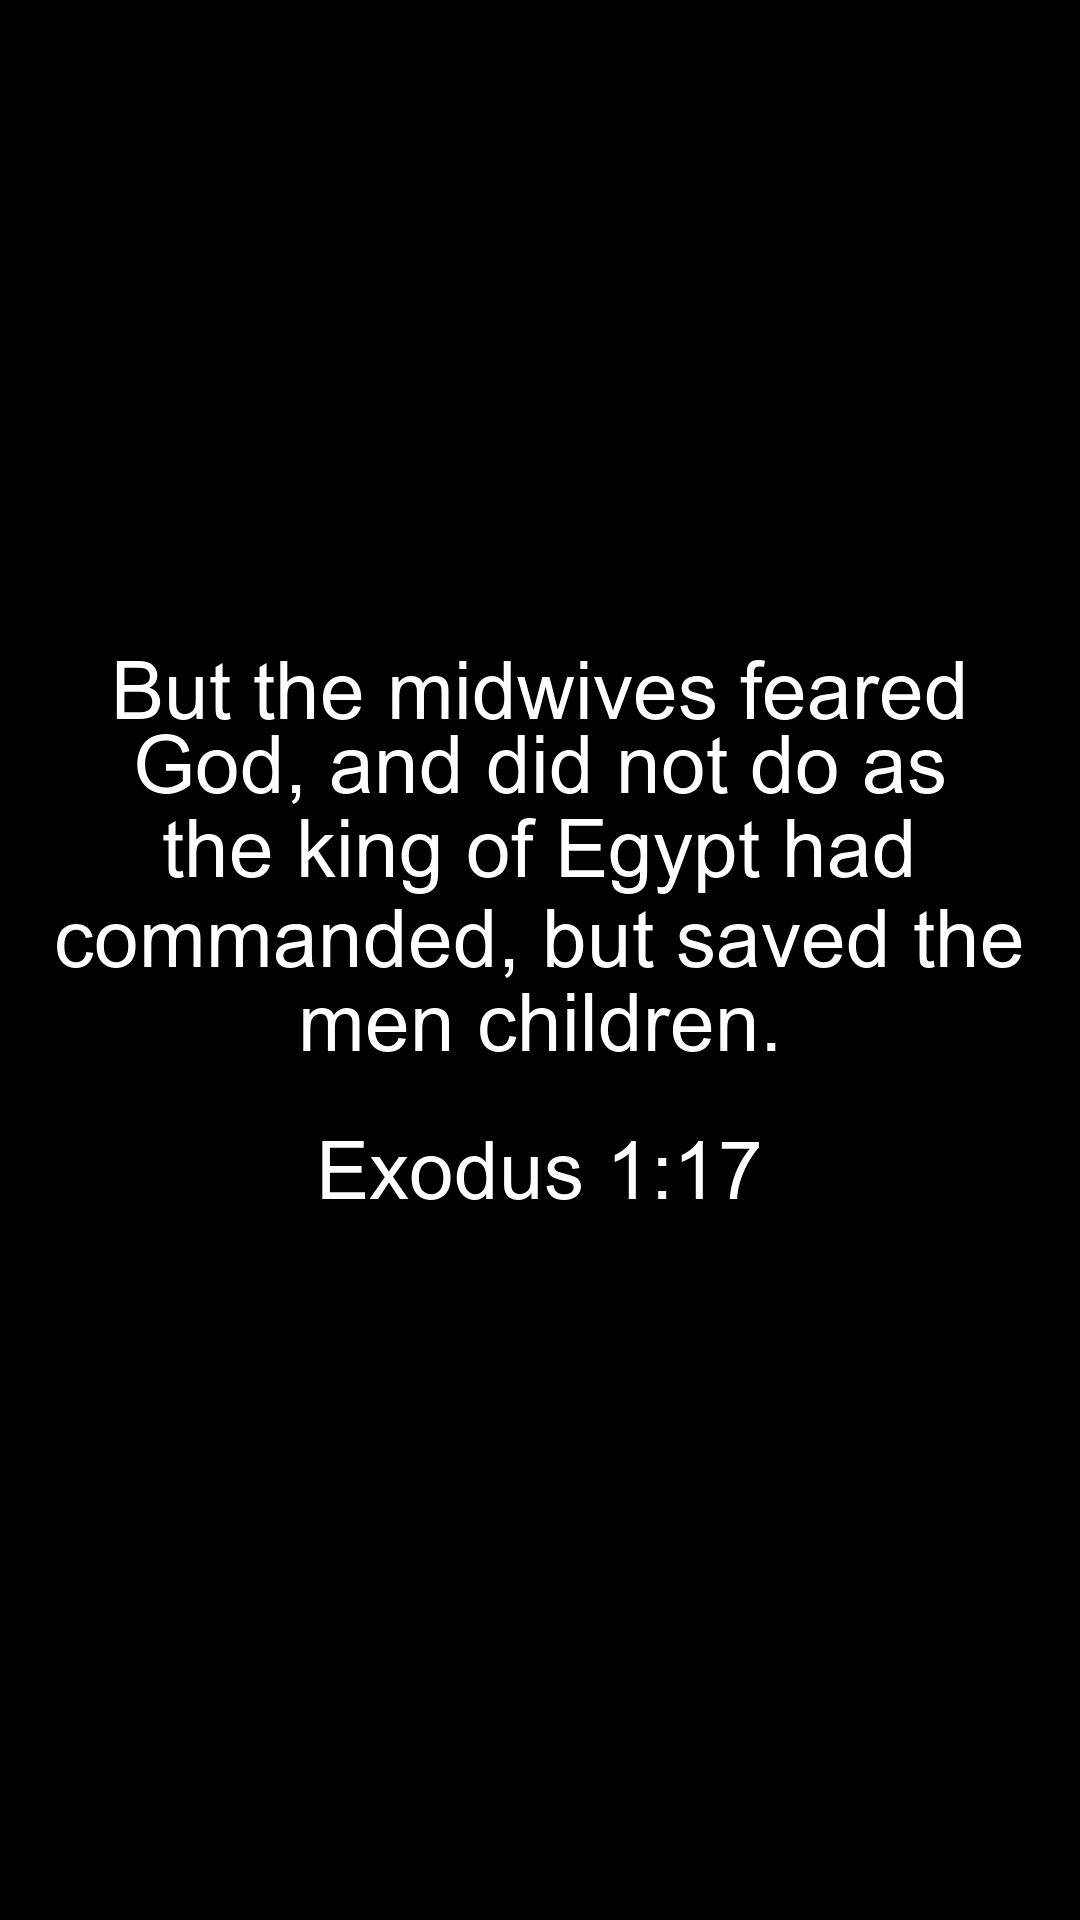 But the midwives feared
God, and did not do as
the king of Egypt had
commanded, but saved the
men children.
Exodus 1:17